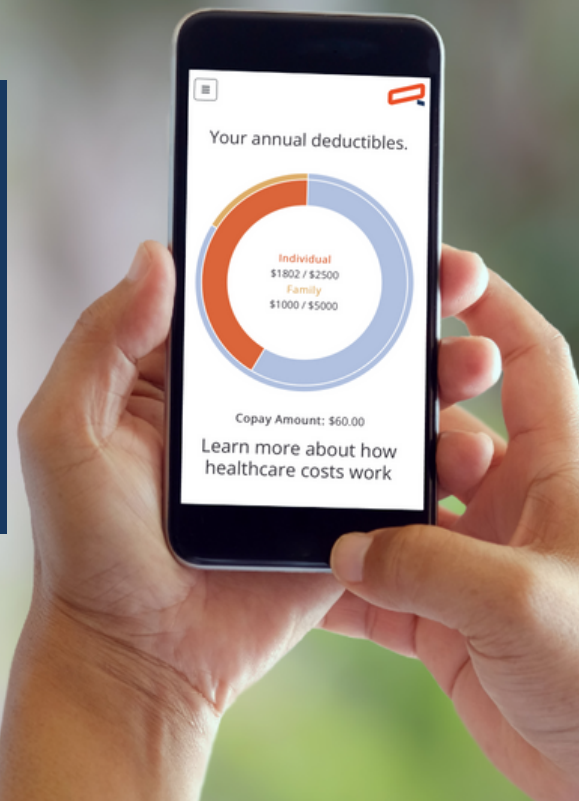 Your annual deductibles.
Individual
$1802 / $2500
Family
$1000 / $5000
Copay Amount: $60.00
Learn more about how
healthcare costs work